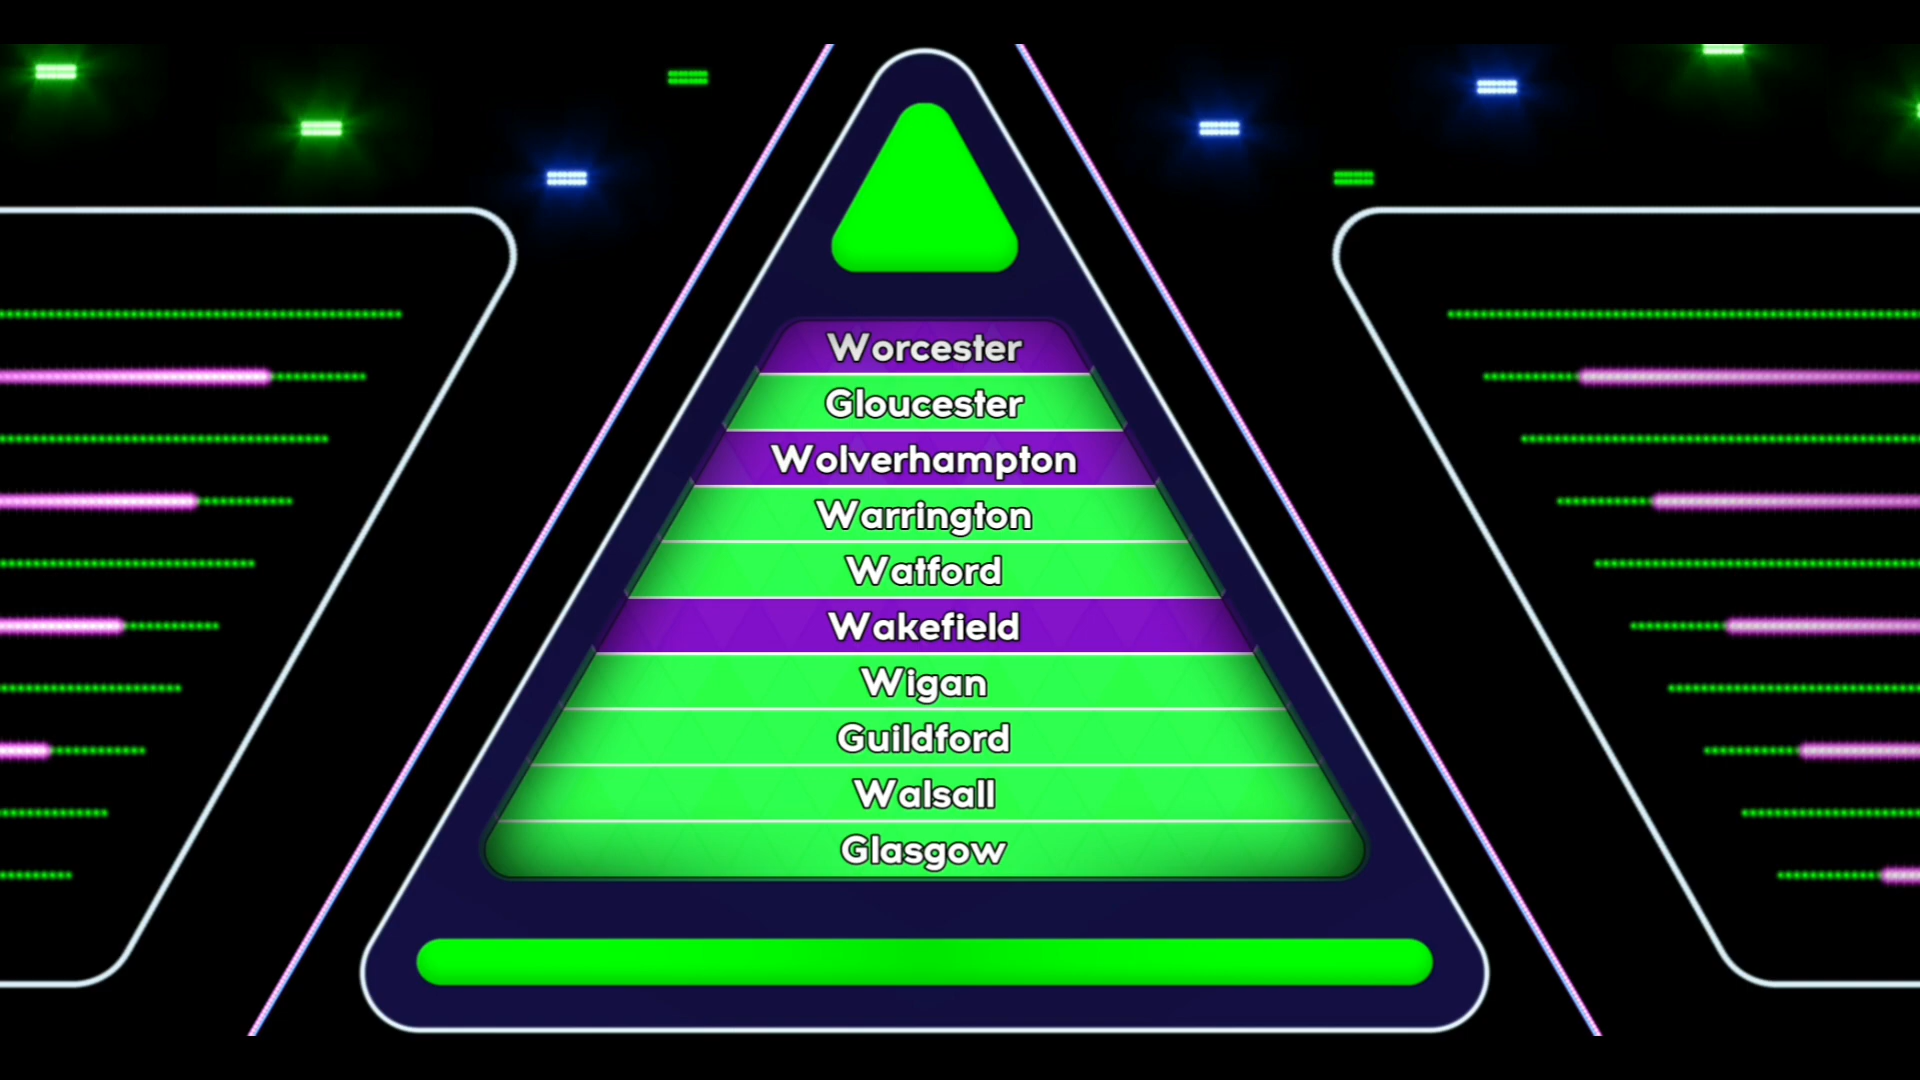 Worcester
Gloucester
Wolverhampton
Warrington
Watford
Wakefield
Wigan
Guildford
Walsall
Glasgow